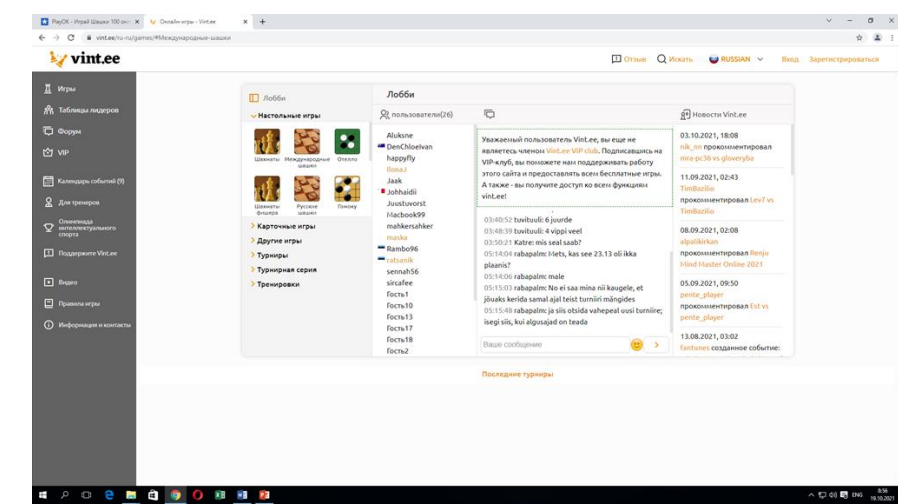 PayOK - Играй Шашки 100 онл
Онлайн-игры - Vint.ee
vint.ee/ru-ru/games/#Международные-шашки
vint.ee
Отзыв
Искать
RUSSIAN
Вход
Зарегистрироваться
Игры
Таблицы лидеров
Форум
VIP
Календарь событий (9)
Для тренеров
Олимпиада
интеллектуального
спорта
Поддержите Vint.ee
Видео
Правила игры
Информация и контакты
Лобби
Настольные игры
Шахматы
Международные
шашки
Отелло
Шахматы
фишера
Русские
шашки
Гомоку
Карточные игры
Другие игры
Турниры
Турнирная серия
Тренировки
Лобби
пользователи(26)
Aluksne
DenChloeivan
happyfly
IlonaJ
Jaak
Johhaidii
Juustuvorst
Macbook99
mahkersahker
maska
Rambo96
ratsanik
sennah56
sircafee
Гость1
Гость10
Гость13
Гость17
Гость18
Гость2
Уважаемый пользователь Vint.ee, вы еще не
являетесь членом Vint.ee VIP club. Подписавшись на
VIP-клуб, вы поможете нам поддерживать работу
этого сайта и предоставлять всем бесплатные игры.
А также - вы получите доступ ко всем функциям
vint.ee!
03:40:52 tuvituuli: 6 juurde
03:48:39 tuvituuli: 4 vippi veel
03:50:21 Katre: mis seal saab?
05:14:04 rabapalm: Mets, kas see 23.13 oli ikka
plaanis?
05:14:06 rabapalm: male
05:15:03 rabapalm: No ei saa mina nii kaugele, et
jõuaks kerida samal ajal teist turniiri mängides
05:15:48 rabapalm: ja siis otsida vahepeal uusi turniire;
isegi siis, kui algusajad on teada
Ваше сообщение
Новости Vint.ee
03.10.2021, 18:08
nik_nn прокомментировал
mra-pc36 vs gloveryba
11.09.2021, 02:43
TimBazilio
прокомментировал Lev7 vs
TimBazilio
08.09.2021, 02:08
alpalikirkan
прокомментировал Renju
Mind Master Online 2021
05.09.2021, 09:50
pente_player
прокомментировал Est vs
pente_player
13.08.2021, 03:02
fantunes созданное событие:
Последние турниры
ENG
8:56
19.10.2021